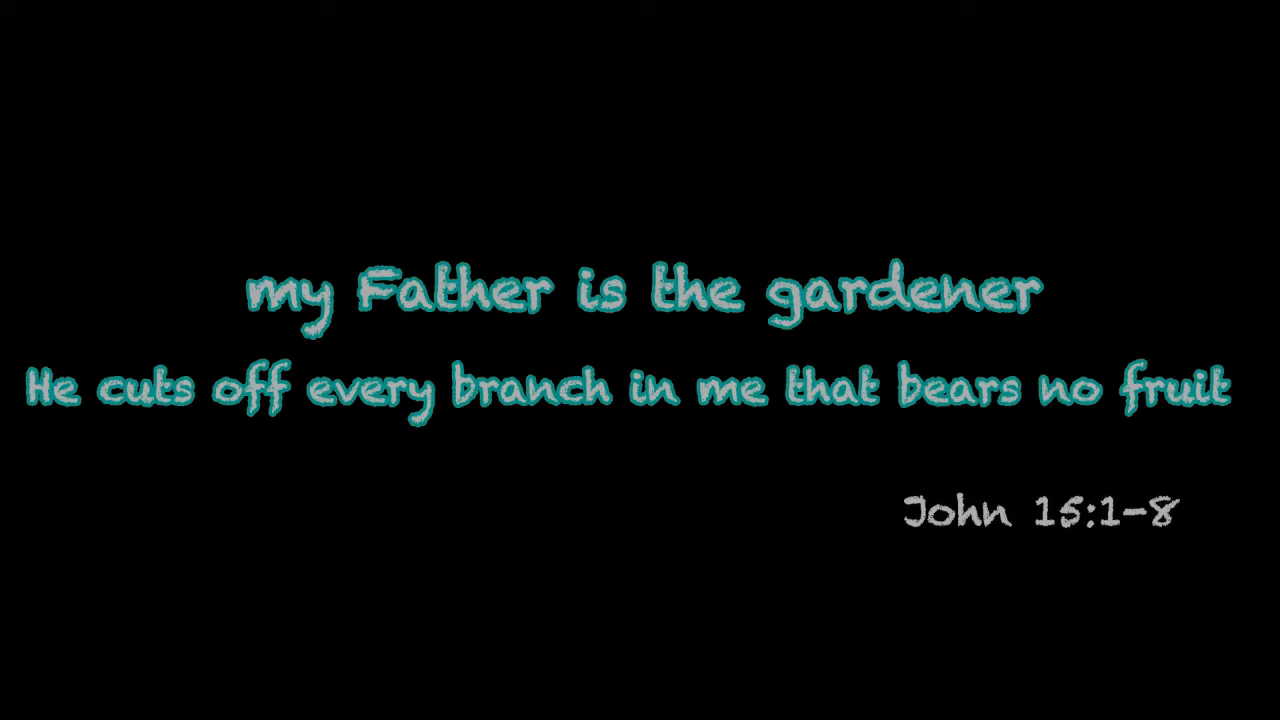 my Father is the gardener
He cuts off every branch in me that bears no fruit
John 15:1-8